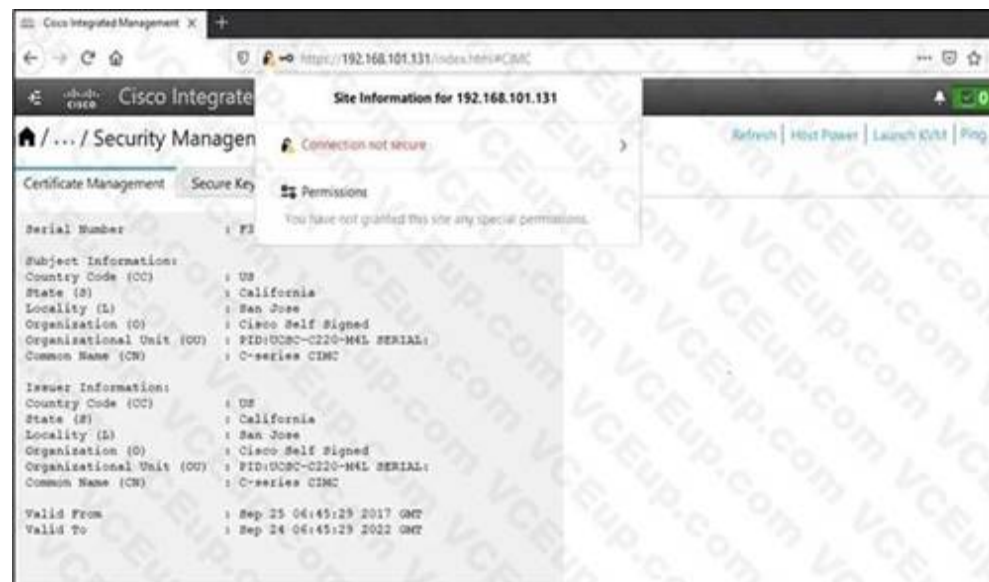 Cisco Integrated Management X +
https://192.168.101.131/index.html#CIMC
cisco Cisco Integrate
Site Information for 192.168.101.131
0
/ ... / Security Managen
Connection not secure
Refresh | Host Power | Launch KVM | Ping
Certificate Management Secure Key
Permissions
You have not granted this site any special permissions.
Serial Number : F3
Subject Information:
Country Code (CC) : US
State (S) : California
Locality (L) : San Jose
Organization (O) : Cisco Self Signed
Organizational Unit (OU) : PID:UCSC-C220-M4L SERIAL:
Common Name (CN) : C-series CIMC
Issuer Information:
Country Code (CC) : US
State (S) : California
Locality (L) : San Jose
Organization (O) : Cisco Self Signed
Organizational Unit (OU) : PID:UCSC-C220-M4L SERIAL:
Common Name (CN) : C-series CIMC
Valid From : Sep 25 06:45:29 2017 GMT
Valid To : Sep 24 06:45:29 2022 GMT
VCEup.com